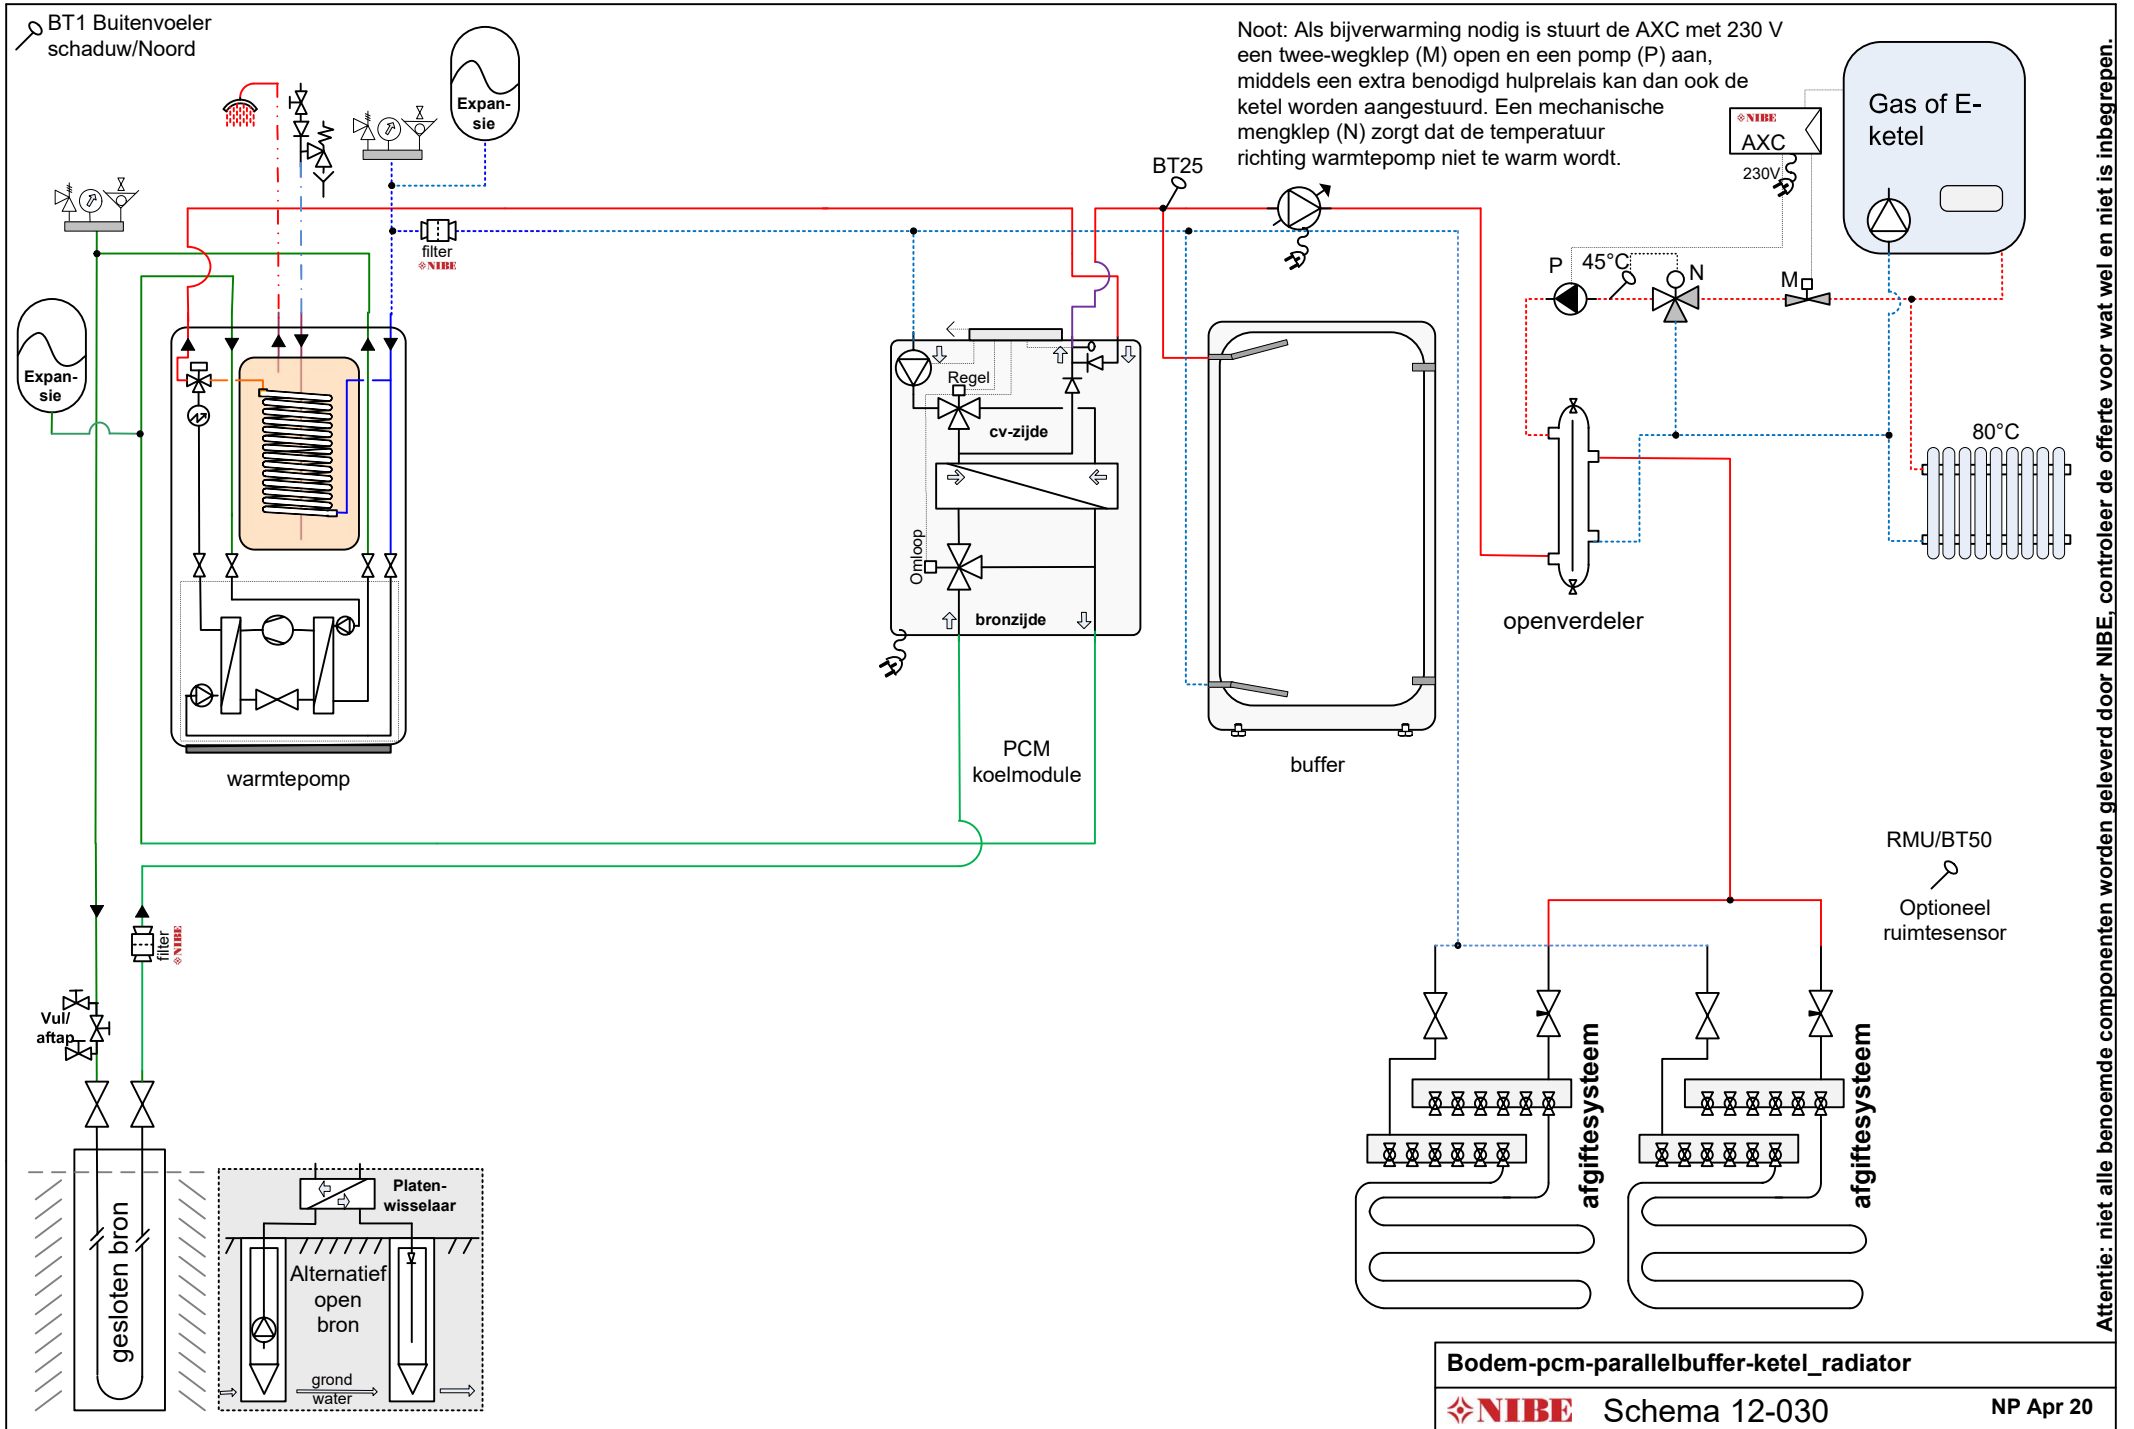 BT1 Buitenvoeler
schaduw/Noord
Expan-
sie
Noot: Als bijverwarming nodig is stuurt de AXC met 230 V
een twee-wegklep (M) open en een pomp (P) aan,
middels een extra benodigd hulprelais kan dan ook de
ketel worden aangestuurd. Een mechanische
mengklep (N) zorgt dat de temperatuur
richting warmtepomp niet te warm wordt.
Gas of E-
ketel
NIBE
AXC
230V
BT25
filter
NIBE
P
45°C
N
M
Expan-
sie
Regel
cv-zijde
Omloop
bronzijde
80°C
openverdeler
warmtepomp
PCM
koelmodule
buffer
RMU/BT50
Optioneel
ruimtesensor
filter
NIBE
Vul/
aftap
afgiftesysteem
afgiftesysteem
gesloten bron
Platen-
wisselaar
Alternatief
open
bron
grond
water
Attentie: niet alle benoemde componenten worden geleverd door NIBE, controleer de offerte voor wat wel en niet is inbegrepen.
Bodem-pcm-parallelbuffer-ketel_radiator
NIBE Schema 12-030 NP Apr 20